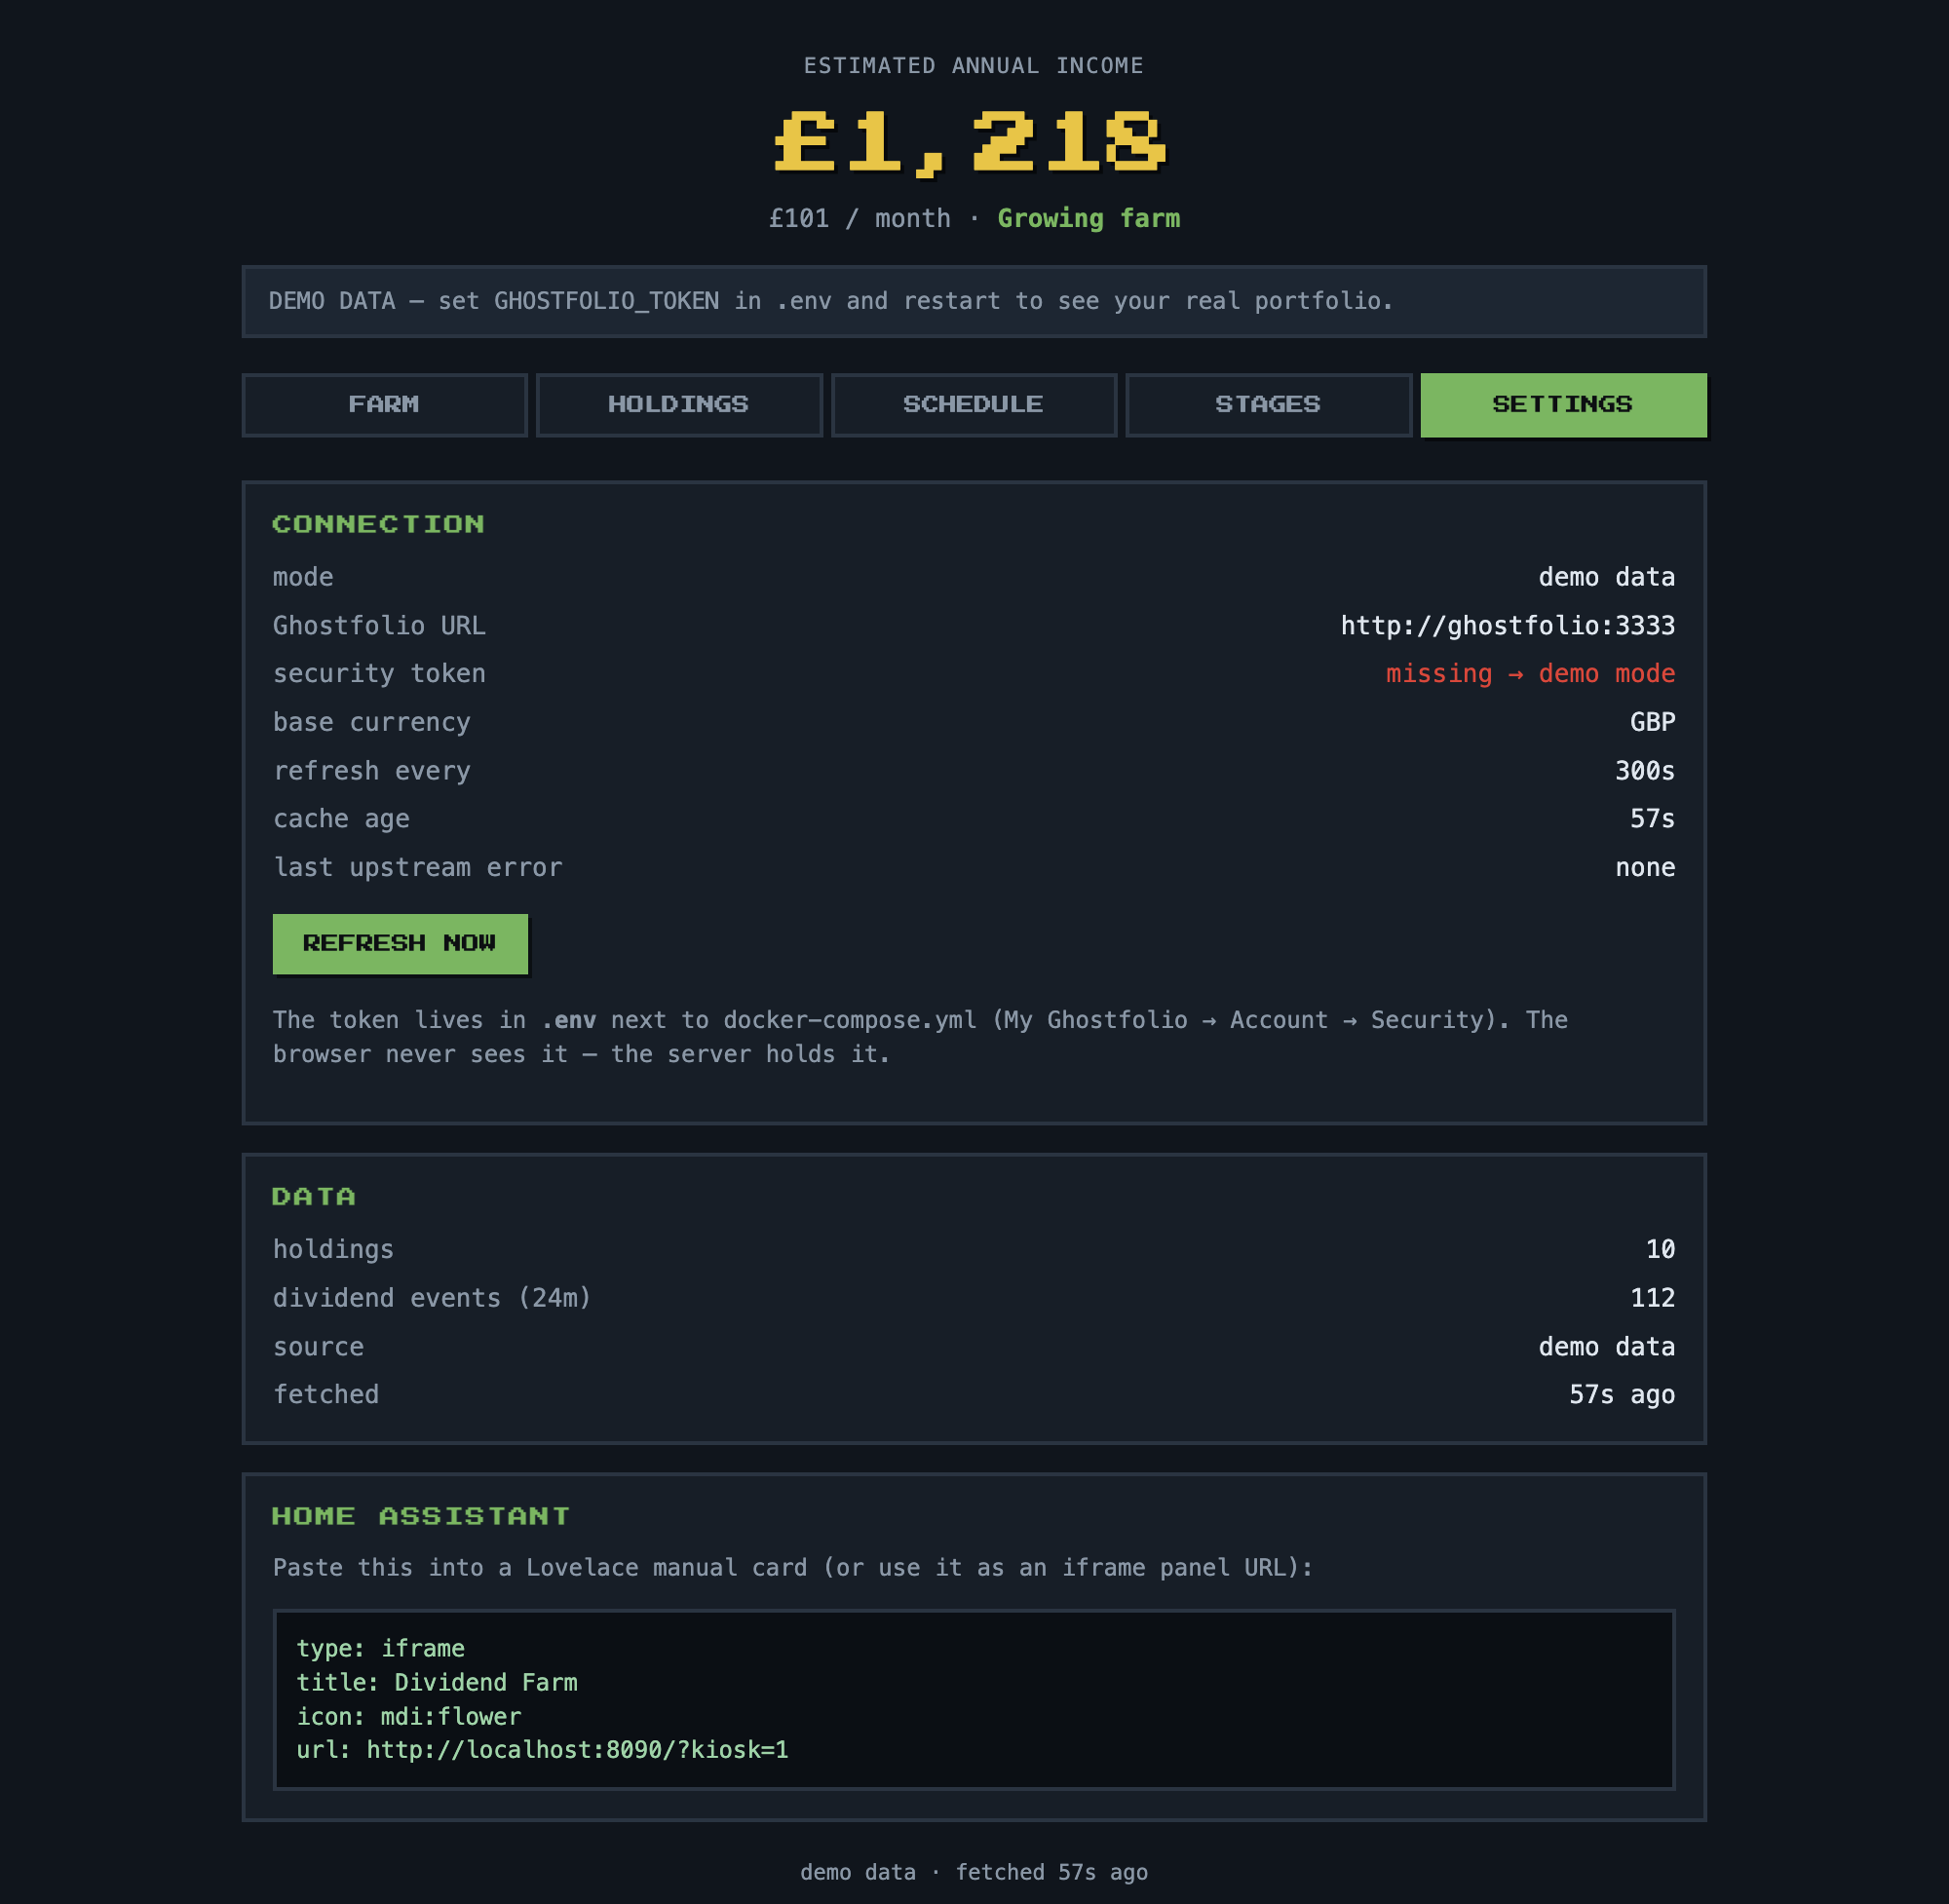 ESTIMATED ANNUAL INCOME
£1,218
£101 / month · Growing farm
DEMO DATA — set GHOSTFOLIO_TOKEN in .env and restart to see your real portfolio.
FARM HOLDINGS SCHEDULE STAGES SETTINGS
CONNECTION
mode demo data
Ghostfolio URL http://ghostfolio:3333
security token missing → demo mode
base currency GBP
refresh every 300s
cache age 57s
last upstream error none
REFRESH NOW
The token lives in .env next to docker-compose.yml (My Ghostfolio → Account → Security). The
browser never sees it — the server holds it.
DATA
holdings 10
dividend events (24m) 112
source demo data
fetched 57s ago
HOME ASSISTANT
Paste this into a Lovelace manual card (or use it as an iframe panel URL):
type: iframe
title: Dividend Farm
icon: mdi:flower
url: http://localhost:8090/?kiosk=1
demo data · fetched 57s ago